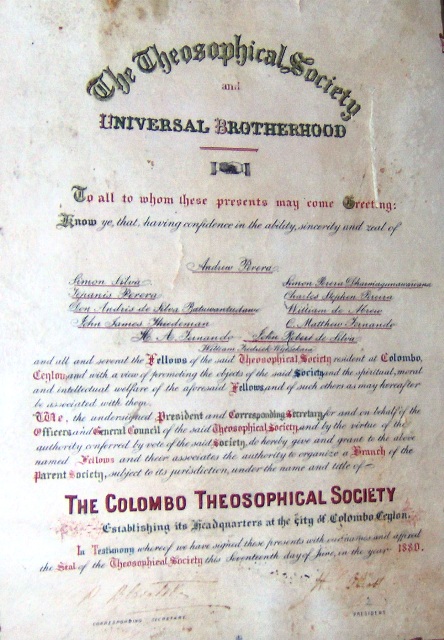 The Theosophical Society
and
UNIVERSAL BROTHERHOOD
To all to whom these presents may come Greeting:
Know ye, that, having confidence in the ability, sincerity and zeal of
Andrew Perera
Simon Silva
Simon Perera Dharmagunawardana
Perera
Charles Stephen Perera
Don Andris de Silva Batuwantudawe
William de Abrew
John James Thiedeman
C. Matthew Fernando
H. A. Fernando
John Robert de Silva
William Fredrick Wijeysekera
and all and several the Fellows of the said Theosophical Society resident at Colombo,
Ceylon, and with a view of promoting the objects of the said Society and the spiritual, moral
and intellectual welfare of the aforesaid Fellows, and of such others as may hereafter
be associated with them.
We, the undersigned President and Corresponding Secretary, for and on behalf of the
Officers and General Council of the said Theosophical Society, and by the virtue of the
authority conferred by vote of the said Society, do hereby give and grant to the above
named Fellows and their associates the authority to organize a Branch of the
Parent Society, subject to its jurisdiction, under the name and title of –
THE COLOMBO THEOSOPHICAL SOCIETY
Establishing its Headquarters at the City of Colombo, Ceylon.
In Testimony whereof we have signed these presents with our names and affixed
the Seal of the Theosophical Society this Seventeenth day of June, in the year 1880.
CORRESPONDING SECRETARY
PRESIDENT